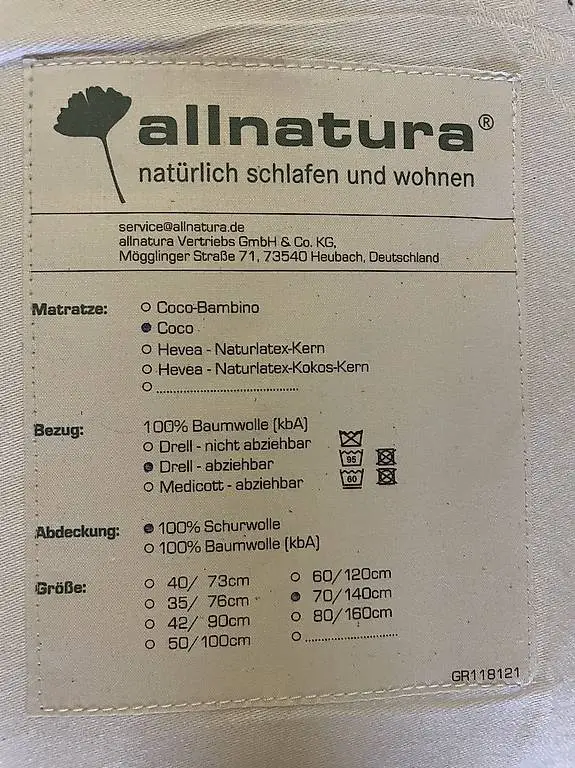 allnatura®
natürlich schlafen und wohnen
service@allnatura.de
allnatura Vertriebs GmbH & Co. KG,
Mögglinger Straße 71, 73540 Heubach, Deutschland
Matratze: Coco-Bambino
Coco
Hevea - Naturlatex-Kern
Hevea - Naturlatex-Kokos-Kern
........................................
Bezug: 100% Baumwolle (kbA)
Drell - nicht abziehbar
Drell - abziehbar 95
Medicott - abziehbar 60
Abdeckung: 100% Schurwolle
100% Baumwolle (kbA)
Größe: 40/ 73cm 60/120cm
35/ 76cm 70/140cm
42/ 90cm 80/160cm
50/100cm ..........................
GR118121